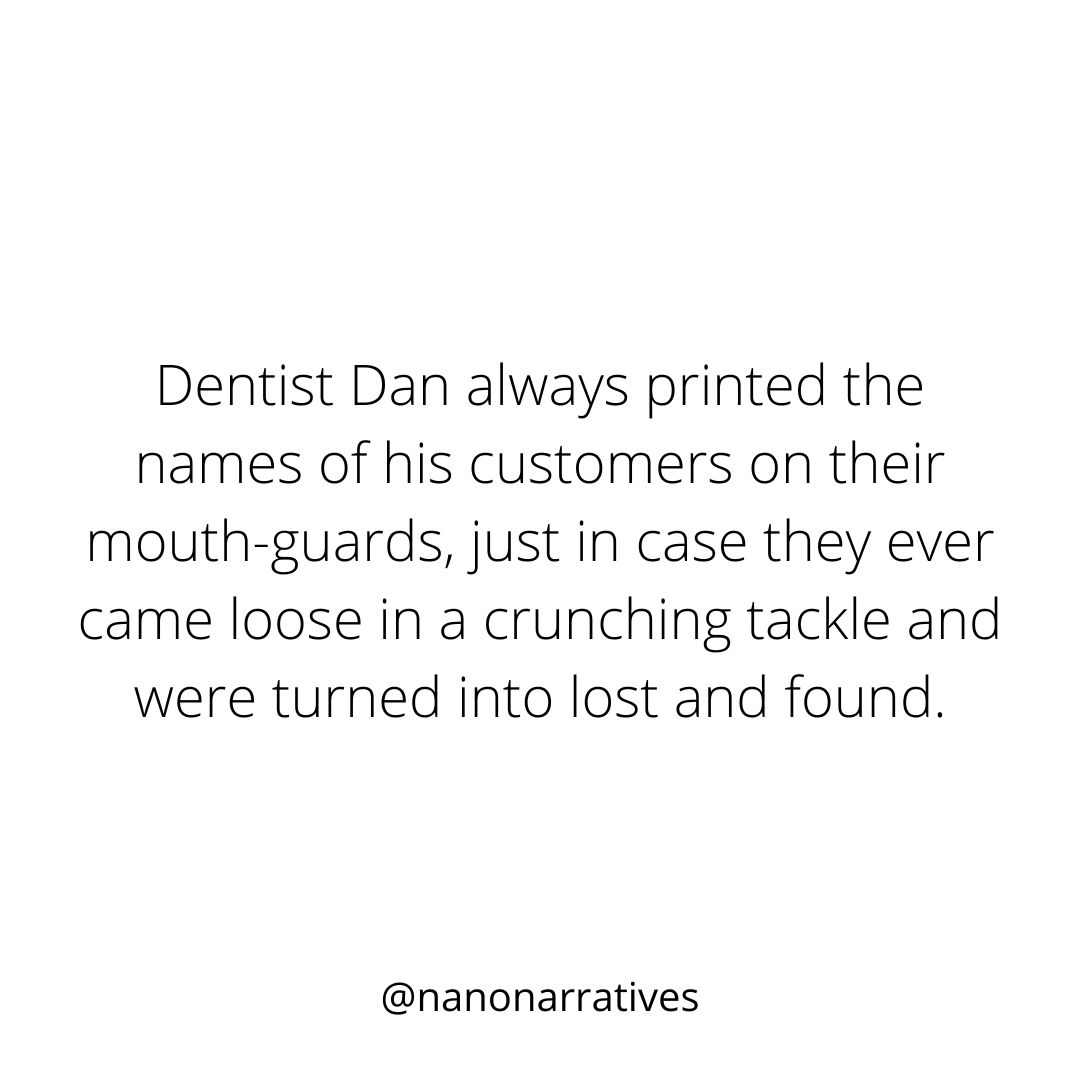 Dentist Dan always printed the
names of his customers on their
mouth-guards, just in case they ever
came loose in a crunching tackle and
were turned into lost and found.
@nanonarratives